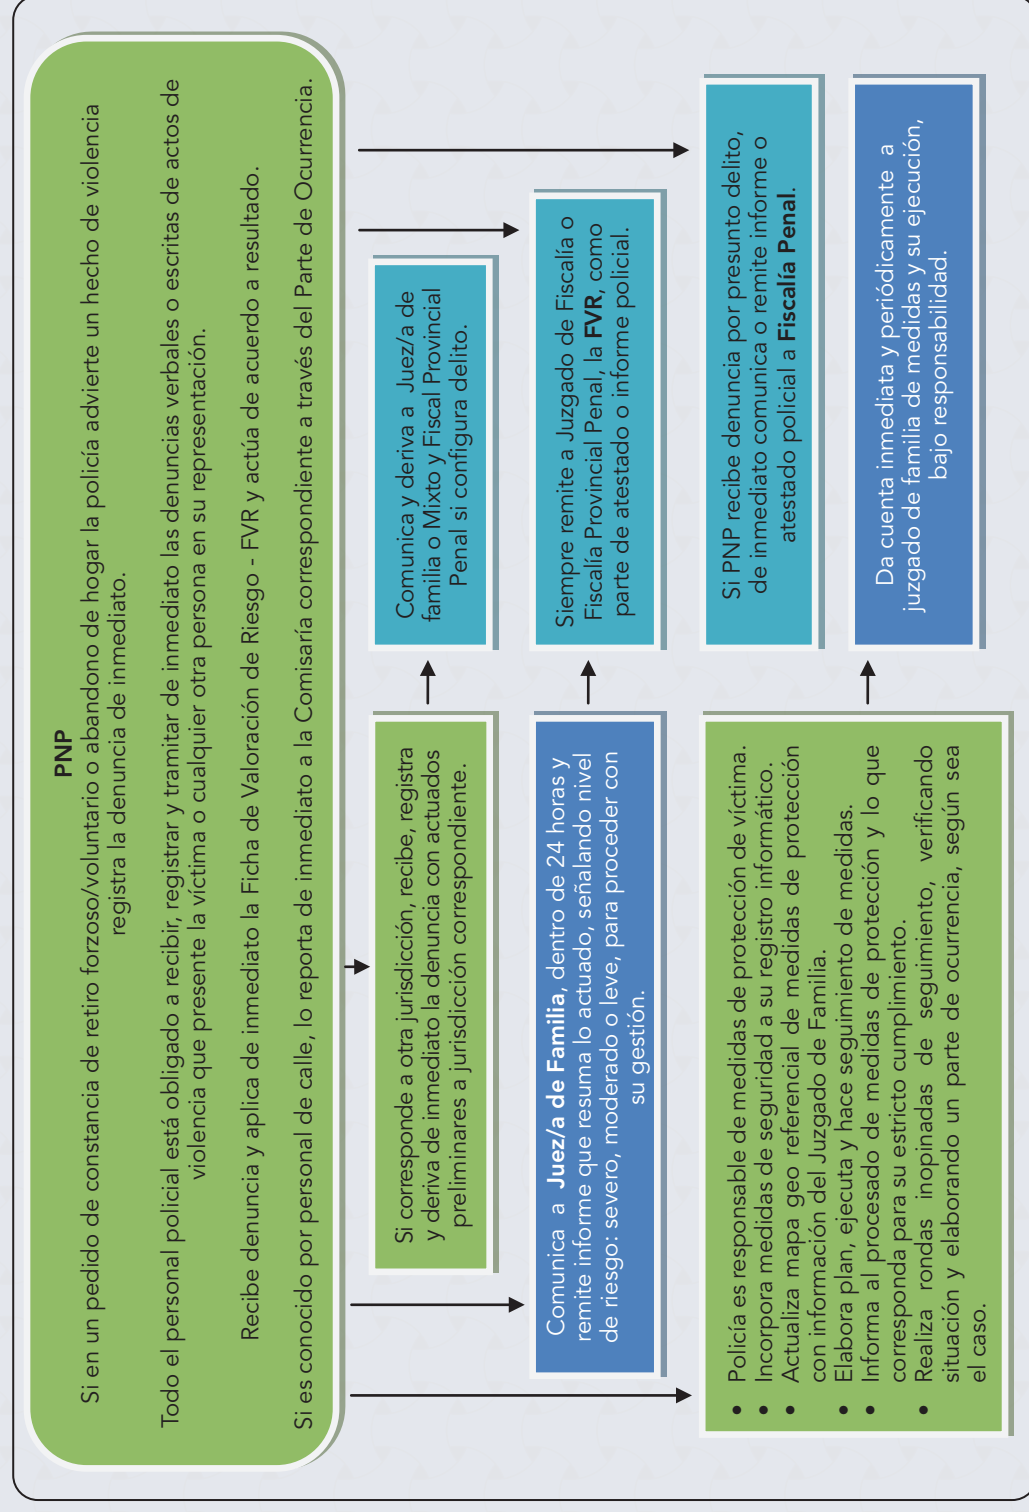 PNP
Si en un pedido de constancia de retiro forzoso/voluntario o abandono de hogar la policía advierte un hecho de violencia
registra la denuncia de inmediato.
Todo el personal policial está obligado a recibir, registrar y tramitar de inmediato las denuncias verbales o escritas de actos de
violencia que presente la víctima o cualquier otra persona en su representación.
Recibe denuncia y aplica de inmediato la Ficha de Valoración de Riesgo - FVR y actúa de acuerdo a resultado.
Si es conocido por personal de calle, lo reporta de inmediato a la Comisaría correspondiente a través del Parte de Ocurrencia.
Si corresponde a otra jurisdicción, recibe, registra
y deriva de inmediato la denuncia con actuados
preliminares a jurisdicción correspondiente.
Comunica y deriva a Juez/a de
familia o Mixto y Fiscal Provincial
Penal si configura delito.
Comunica a Juez/a de Familia, dentro de 24 horas y
remite informe que resuma lo actuado, señalando nivel
de riesgo: severo, moderado o leve, para proceder con
su gestión.
Siempre remite a Juzgado de Fiscalía o
Fiscalía Provincial Penal, la FVR, como
parte de atestado o informe policial.
Si PNP recibe denuncia por presunto delito,
de inmediato comunica o remite informe o
atestado policial a Fiscalía Penal.
• Policía es responsable de medidas de protección de víctima.
• Incorpora medidas de seguridad a su registro informático.
• Actualiza mapa geo referencial de medidas de protección
con información del Juzgado de Familia.
• Elabora plan, ejecuta y hace seguimiento de medidas.
• Informa al procesado de medidas de protección y lo que
corresponda para su estricto cumplimiento.
• Realiza rondas inopinadas de seguimiento, verificando
situación y elaborando un parte de ocurrencia, según sea
el caso.
Da cuenta inmediata y periódicamente a
juzgado de familia de medidas y su ejecución,
bajo responsabilidad.